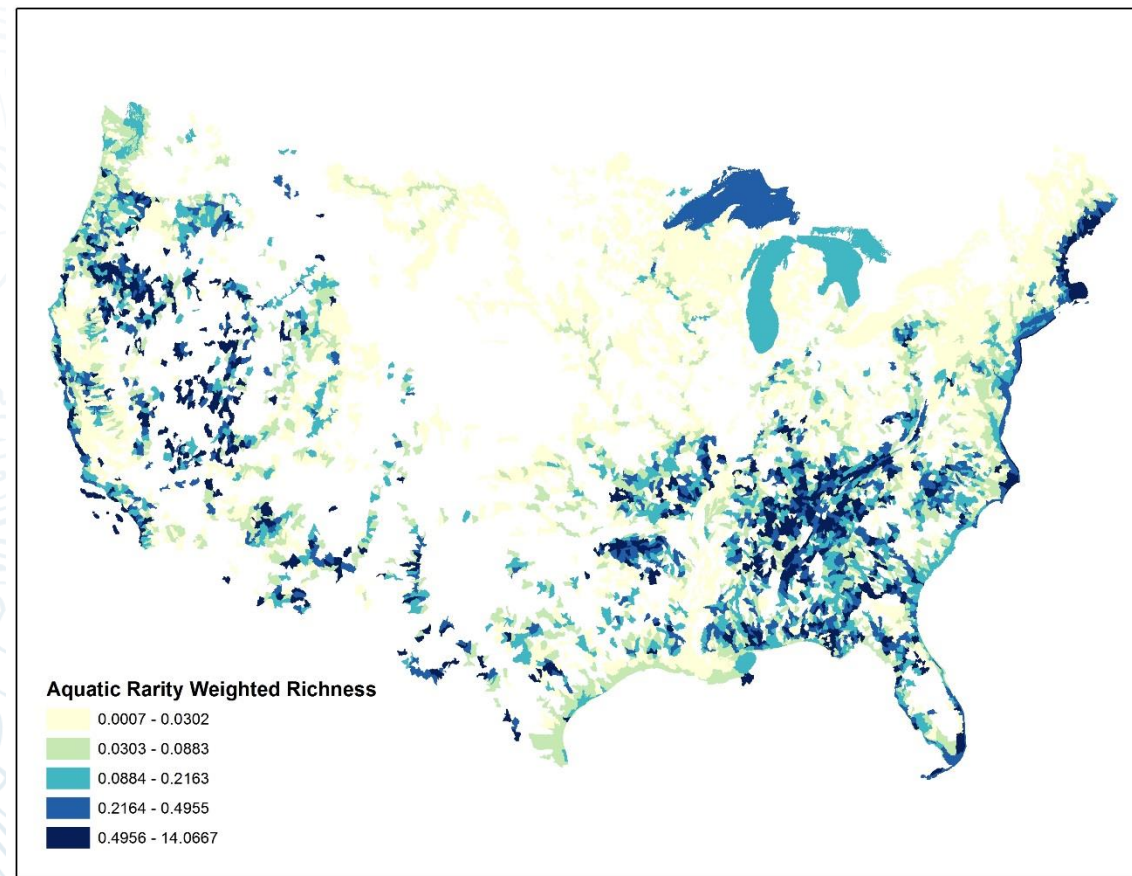 Aquatic Rarity Weighted Richness
0.0007 - 0.0302
0.0303 - 0.0883
0.0884 - 0.2163
0.2164 - 0.4955
0.4956 - 14.0667